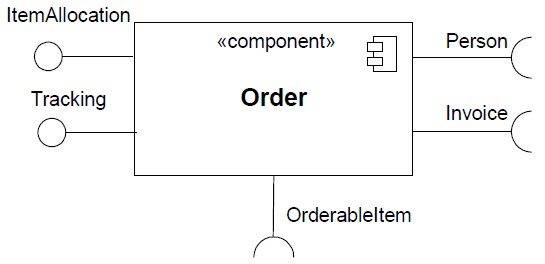 ItemAllocation
«component»
Person
Tracking
Order
Invoice
OrderableItem